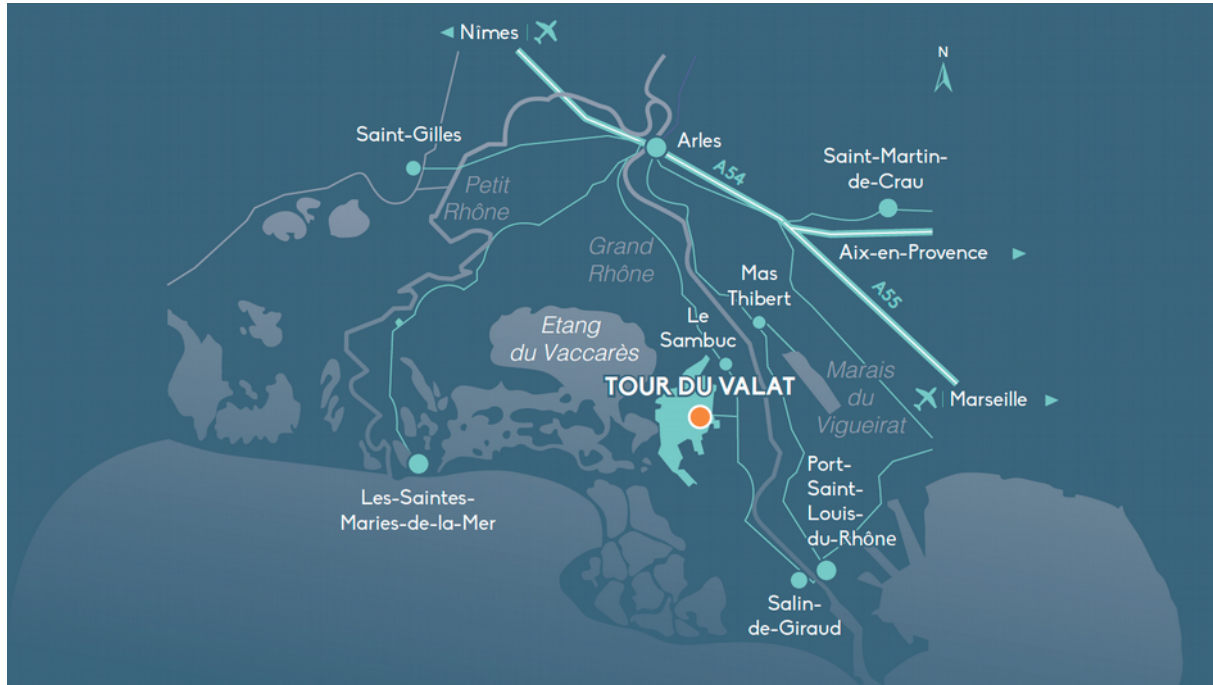 Nîmes
N
Saint-Gilles
Arles
A54
Saint-Martin-
de-Crau
Petit
Rhône
Grand
Rhône
Aix-en-Provence
Mas
Thibert
A55
Le
Sambuc
Etang
du Vaccarès
TOUR DU VALAT
Marais
du
Vigueirat
Marseille
Port-
Saint-
Louis-
du-Rhône
Les-Saintes-
Maries-de-la-Mer
Salin-
de-Giraud